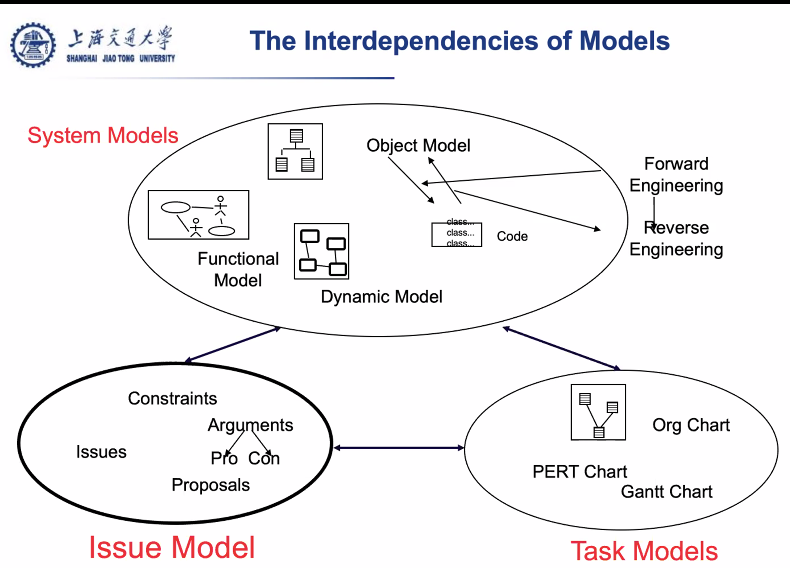 上海交通大学
SHANGHAI JIAO TONG UNIVERSITY
The Interdependencies of Models
System Models
Object Model
Forward
Engineering
Reverse
Engineering
class...
class...
class...
Code
Functional
Model
Dynamic Model
Constraints
Arguments
Issues
Pro Con
Proposals
Issue Model
Org Chart
PERT Chart
Gantt Chart
Task Models